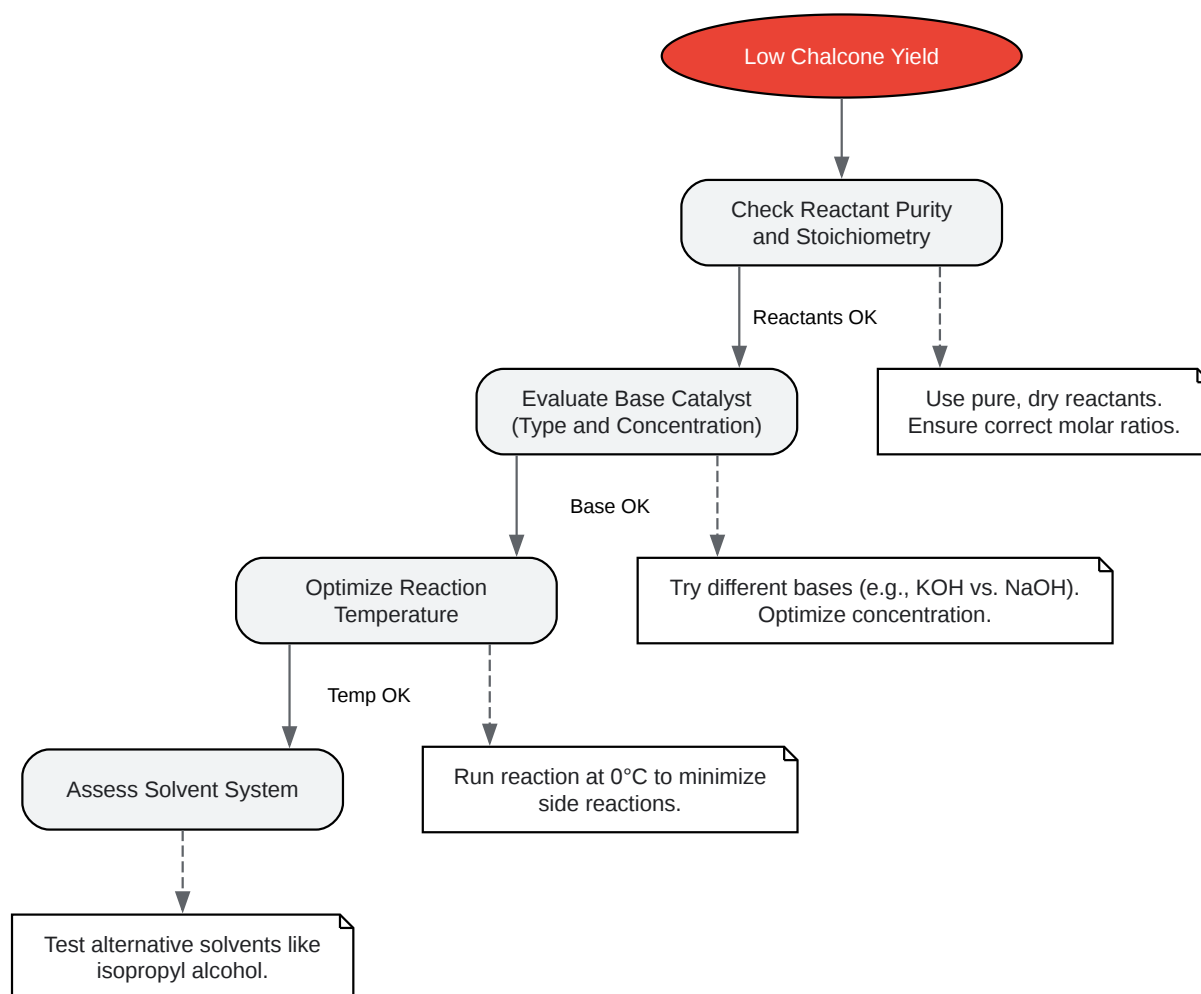 Low Chalcone Yield
Check Reactant Purity
and Stoichiometry
Reactants OK
Evaluate Base Catalyst
(Type and Concentration)
Use pure, dry reactants.
Ensure correct molar ratios.
Base OK
Optimize Reaction
Temperature
Try different bases (e.g., KOH vs. NaOH).
Optimize concentration.
Temp OK
Assess Solvent System
Run reaction at 0°C to minimize
side reactions.
Test alternative solvents like
isopropyl alcohol.